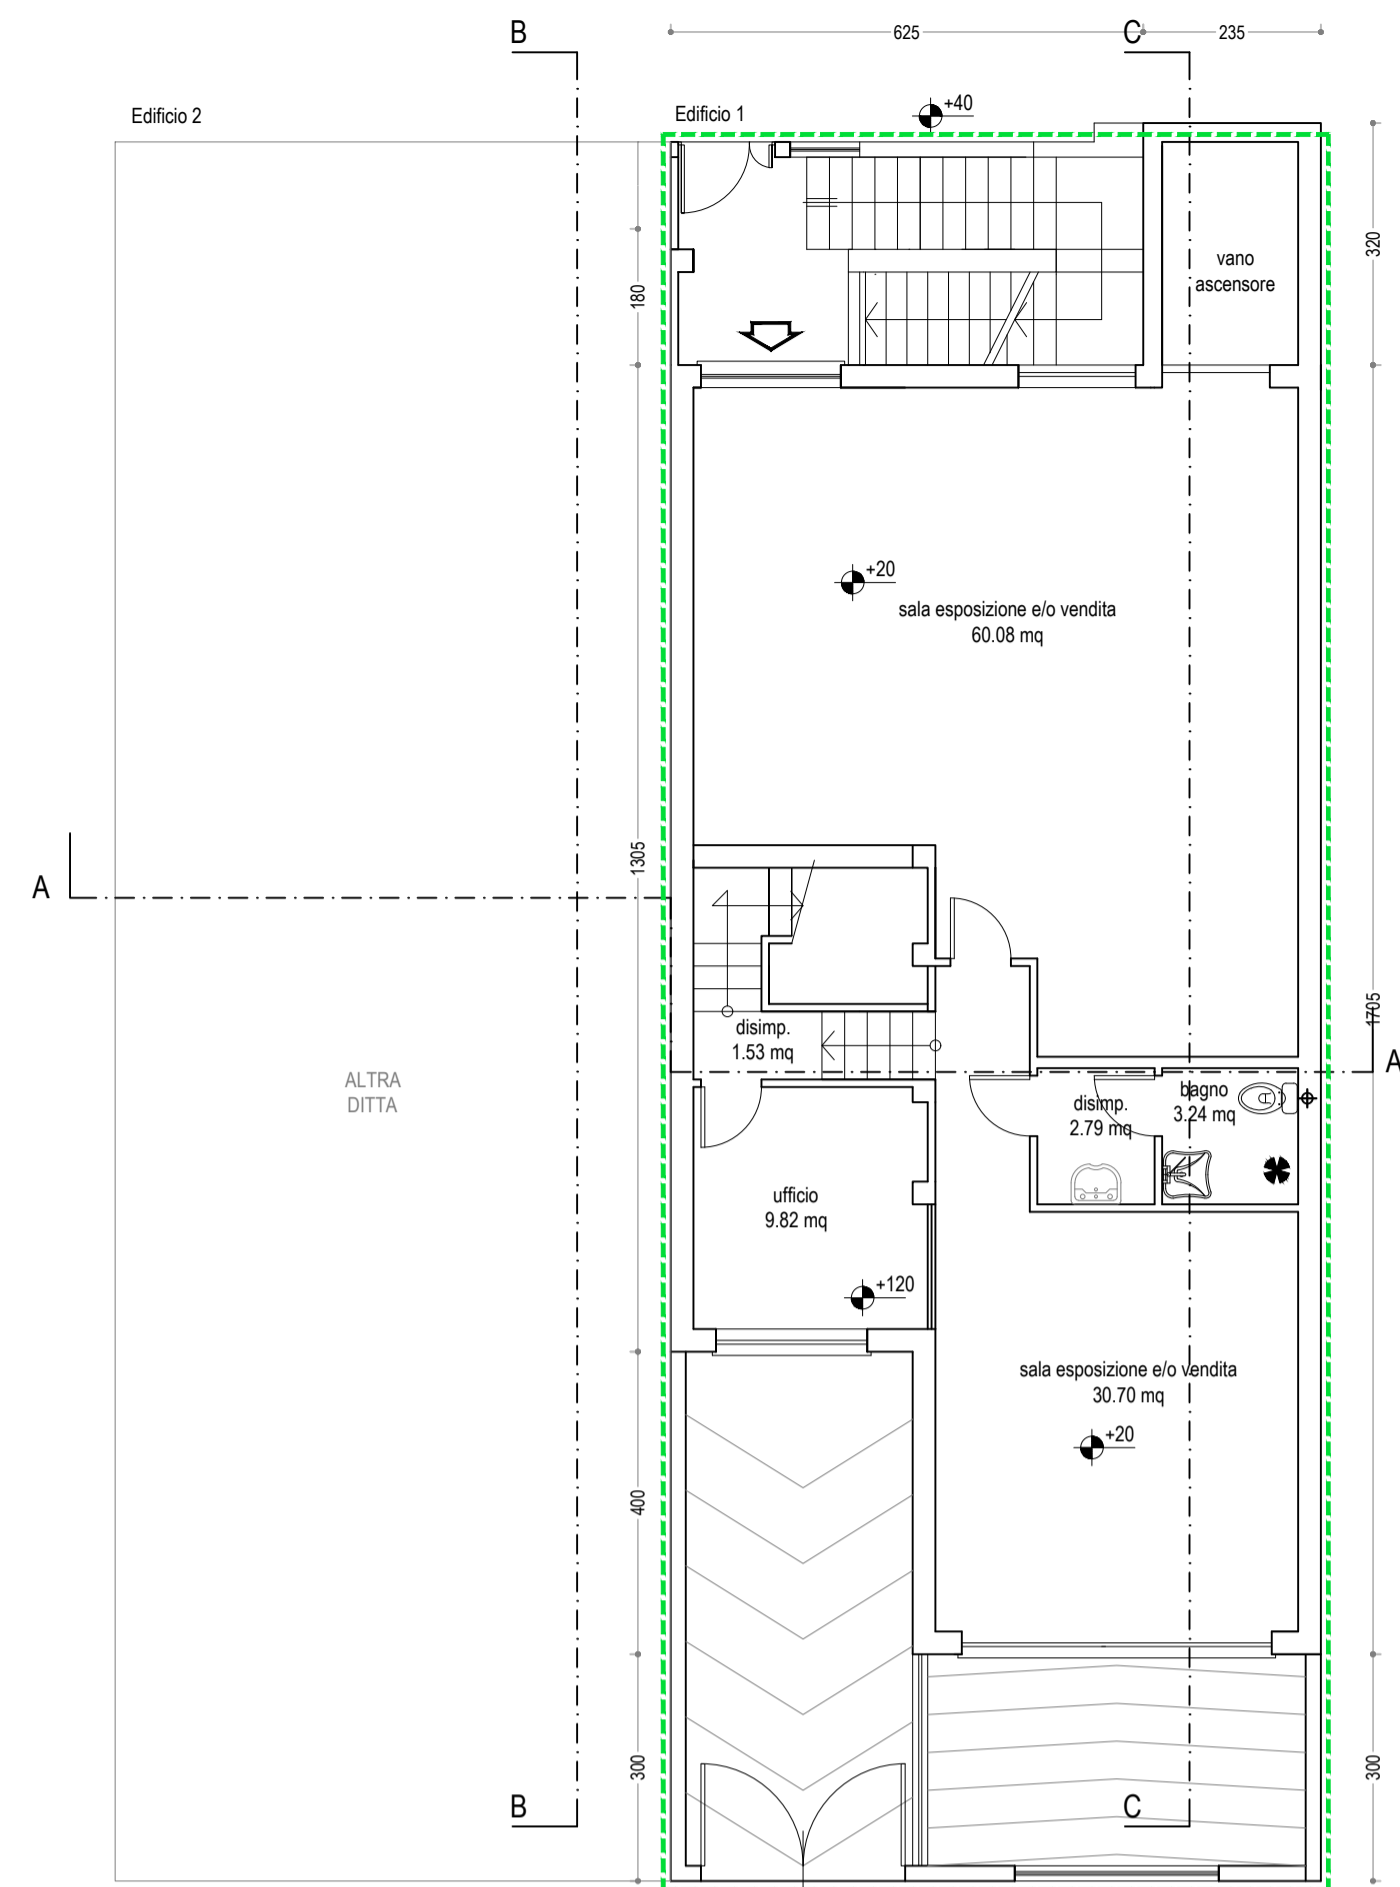 B
C
625
235
Edificio 2
Edificio 1
+40
320
vano
ascensore
180
+20
sala esposizione e/o vendita
60.08 mq
1305
A
1705
disimp.
1.53 mq
A
ALTRA
DITTA
bagno
3.24 mq
disimp.
2.79 mq
ufficio
9.82 mq
+120
sala esposizione e/o vendita
30.70 mq
+20
400
300
300
B
C